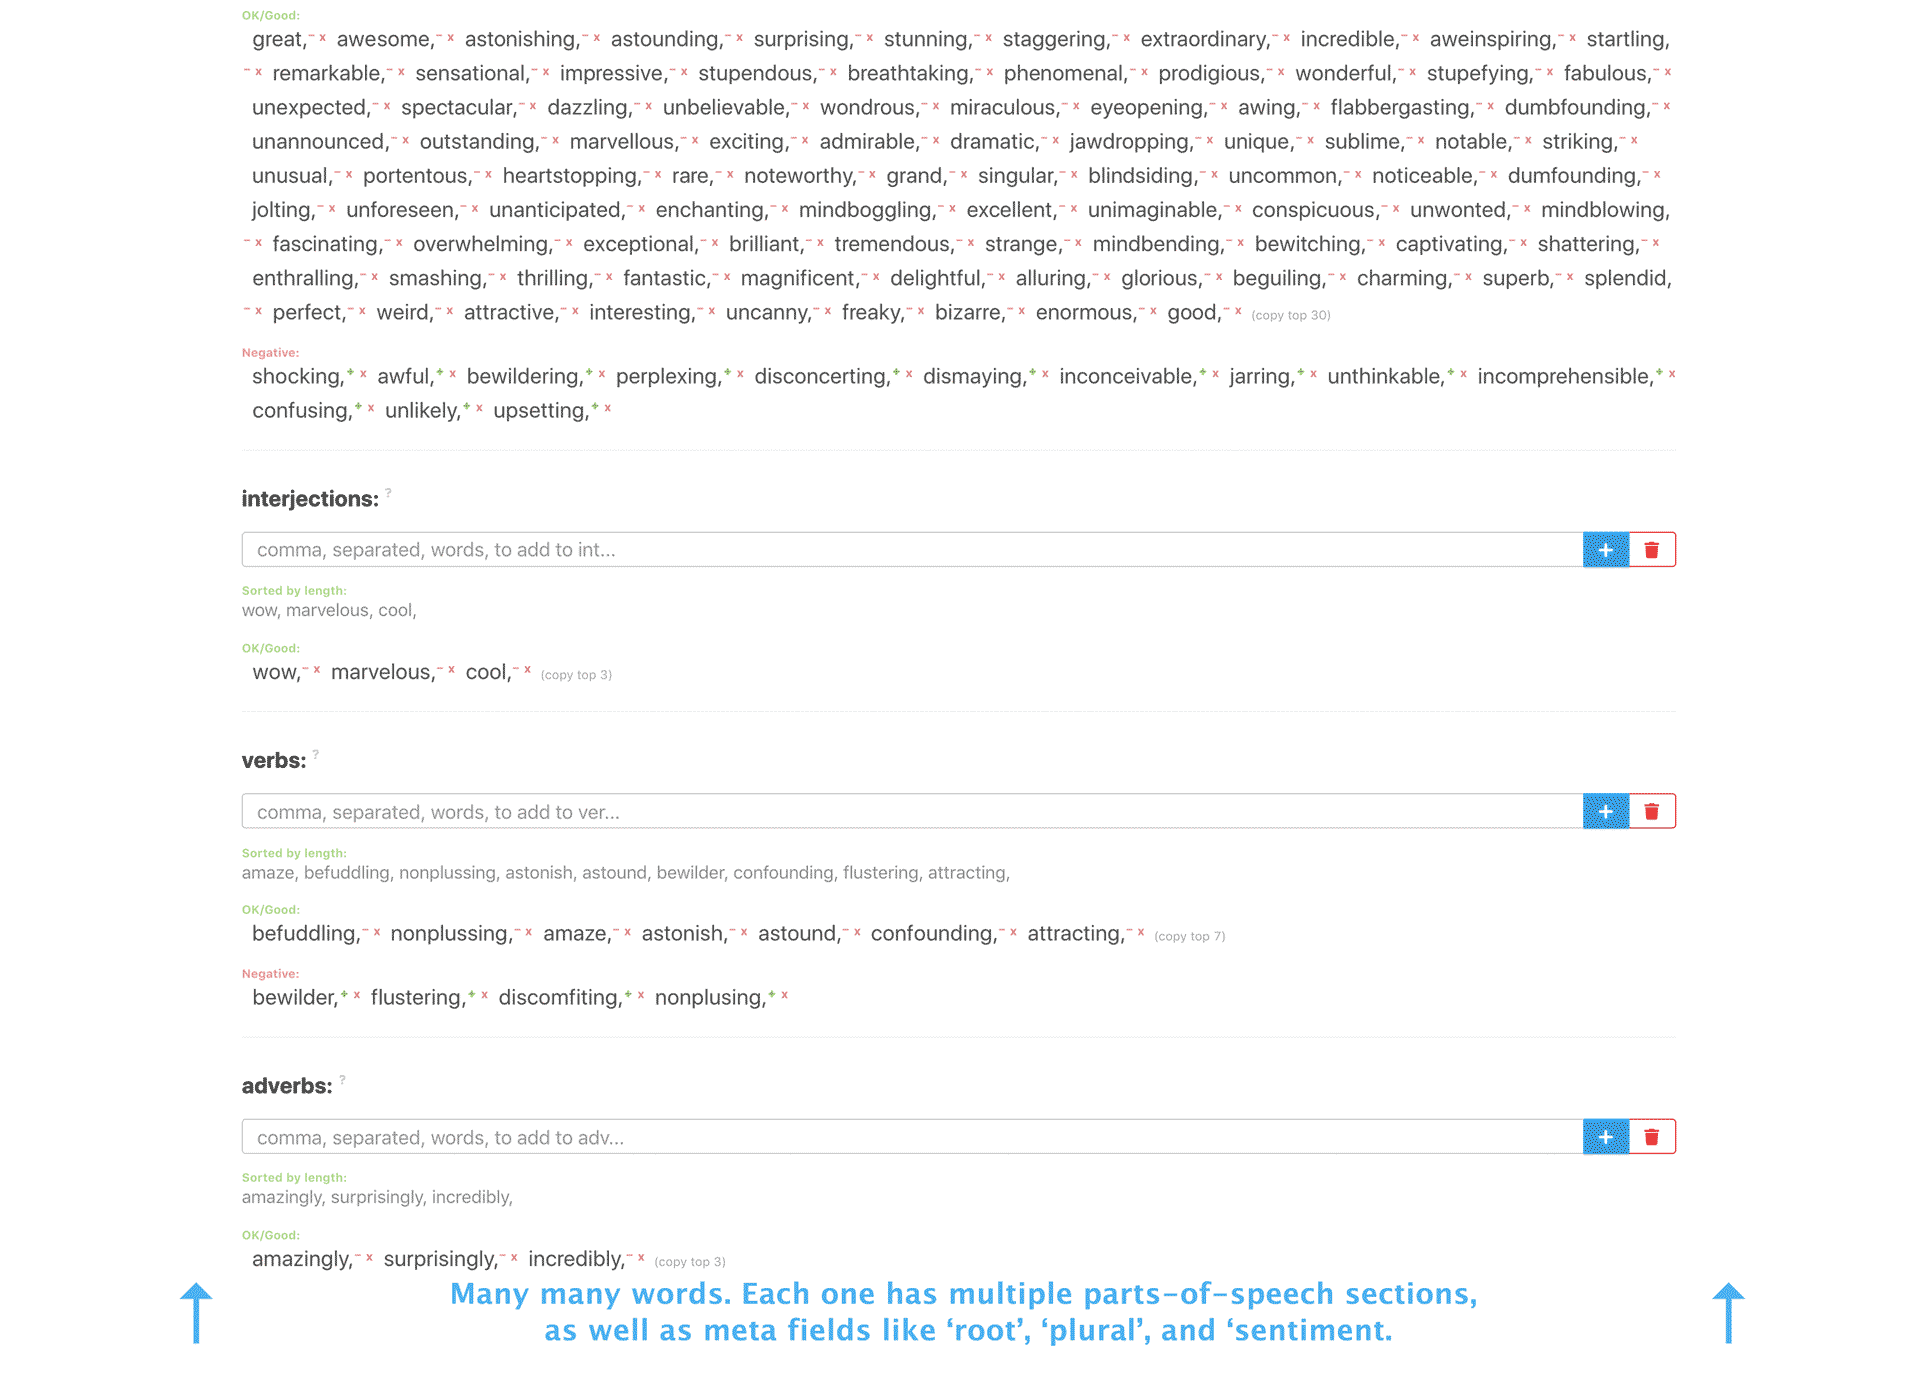 OK/Good:
great,− x awesome,− x astonishing,− x astounding,− x surprising,− x stunning,− x staggering,− x extraordinary,− x incredible,− x aweinspiring,− x startling,
− x remarkable,− x sensational,− x impressive,− x stupendous,− x breathtaking,− x phenomenal,− x prodigious,− x wonderful,− x stupefying,− x fabulous,− x
unexpected,− x spectacular,− x dazzling,− x unbelievable,− x wondrous,− x miraculous,− x eyeopening,− x awing,− x flabbergasting,− x dumbfounding,− x
unannounced,− x outstanding,− x marvellous,− x exciting,− x admirable,− x dramatic,− x jawdropping,− x unique,− x sublime,− x notable,− x striking,− x
unusual,− x portentous,− x heartstopping,− x rare,− x noteworthy,− x grand,− x singular,− x blindsiding,− x uncommon,− x noticeable,− x dumfounding,− x
jolting,− x unforeseen,− x unanticipated,− x enchanting,− x mindboggling,− x excellent,− x unimaginable,− x conspicuous,− x unwonted,− x mindblowing,
− x fascinating,− x overwhelming,− x exceptional,− x brilliant,− x tremendous,− x strange,− x mindbending,− x bewitching,− x captivating,− x shattering,− x
enthralling,− x smashing,− x thrilling,− x fantastic,− x magnificent,− x delightful,− x alluring,− x glorious,− x beguiling,− x charming,− x superb,− x splendid,
− x perfect,− x weird,− x attractive,− x interesting,− x uncanny,− x freaky,− x bizarre,− x enormous,− x good,− x (copy top 30)
Negative:
shocking,+ x awful,+ x bewildering,+ x perplexing,+ x disconcerting,+ x dismaying,+ x inconceivable,+ x jarring,+ x unthinkable,+ x incomprehensible,+ x
confusing,+ x unlikely,+ x upsetting,+ x
interjections: ?
comma, separated, words, to add to int...
+
Sorted by length:
wow, marvelous, cool,
OK/Good:
wow,− x marvelous,− x cool,− x (copy top 3)
verbs: ?
comma, separated, words, to add to ver...
+
Sorted by length:
amaze, befuddling, nonplussing, astonish, astound, bewilder, confounding, flustering, attracting,
OK/Good:
befuddling,− x nonplussing,− x amaze,− x astonish,− x astound,− x confounding,− x attracting,− x (copy top 7)
Negative:
bewilder,+ x flustering,+ x discomfiting,+ x nonplusing,+ x
adverbs: ?
comma, separated, words, to add to adv...
+
Sorted by length:
amazingly, surprisingly, incredibly,
OK/Good:
amazingly,− x surprisingly,− x incredibly,− x (copy top 3)
Many many words. Each one has multiple parts-of-speech sections,
as well as meta fields like ‘root’, ‘plural’, and ‘sentiment.